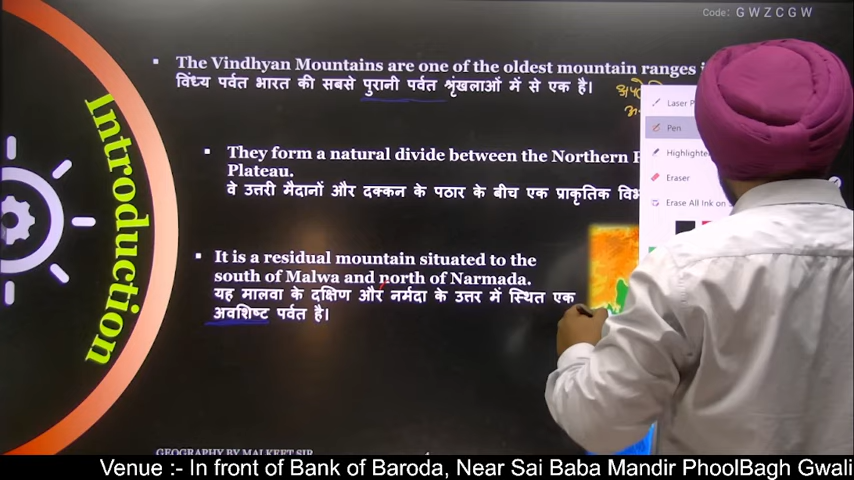 Code: G W Z C G W
The Vindhyan Mountains are one of the oldest mountain ranges
विंध्य पर्वत भारत की सबसे पुरानी पर्वत श्रृंखलाओं में से एक है।
Laser P
Pen
They form a natural divide between the Northern
Highlighte
Plateau.
Eraser
वे उत्तरी मैदानों और दक्कन के पठार के बीच एक प्राकृतिक विभ
Erase All Ink on
Introduction
It is a residual mountain situated to the
south of Malwa and north of Narmada.
यह मालवा के दक्षिण और नर्मदा के उत्तर में स्थित एक
अवशिष्ट पर्वत है।
GEOGRAPHY BY MALKEET SIR
Venue :- In front of Bank of Baroda, Near Sai Baba Mandir PhoolBagh Gwali